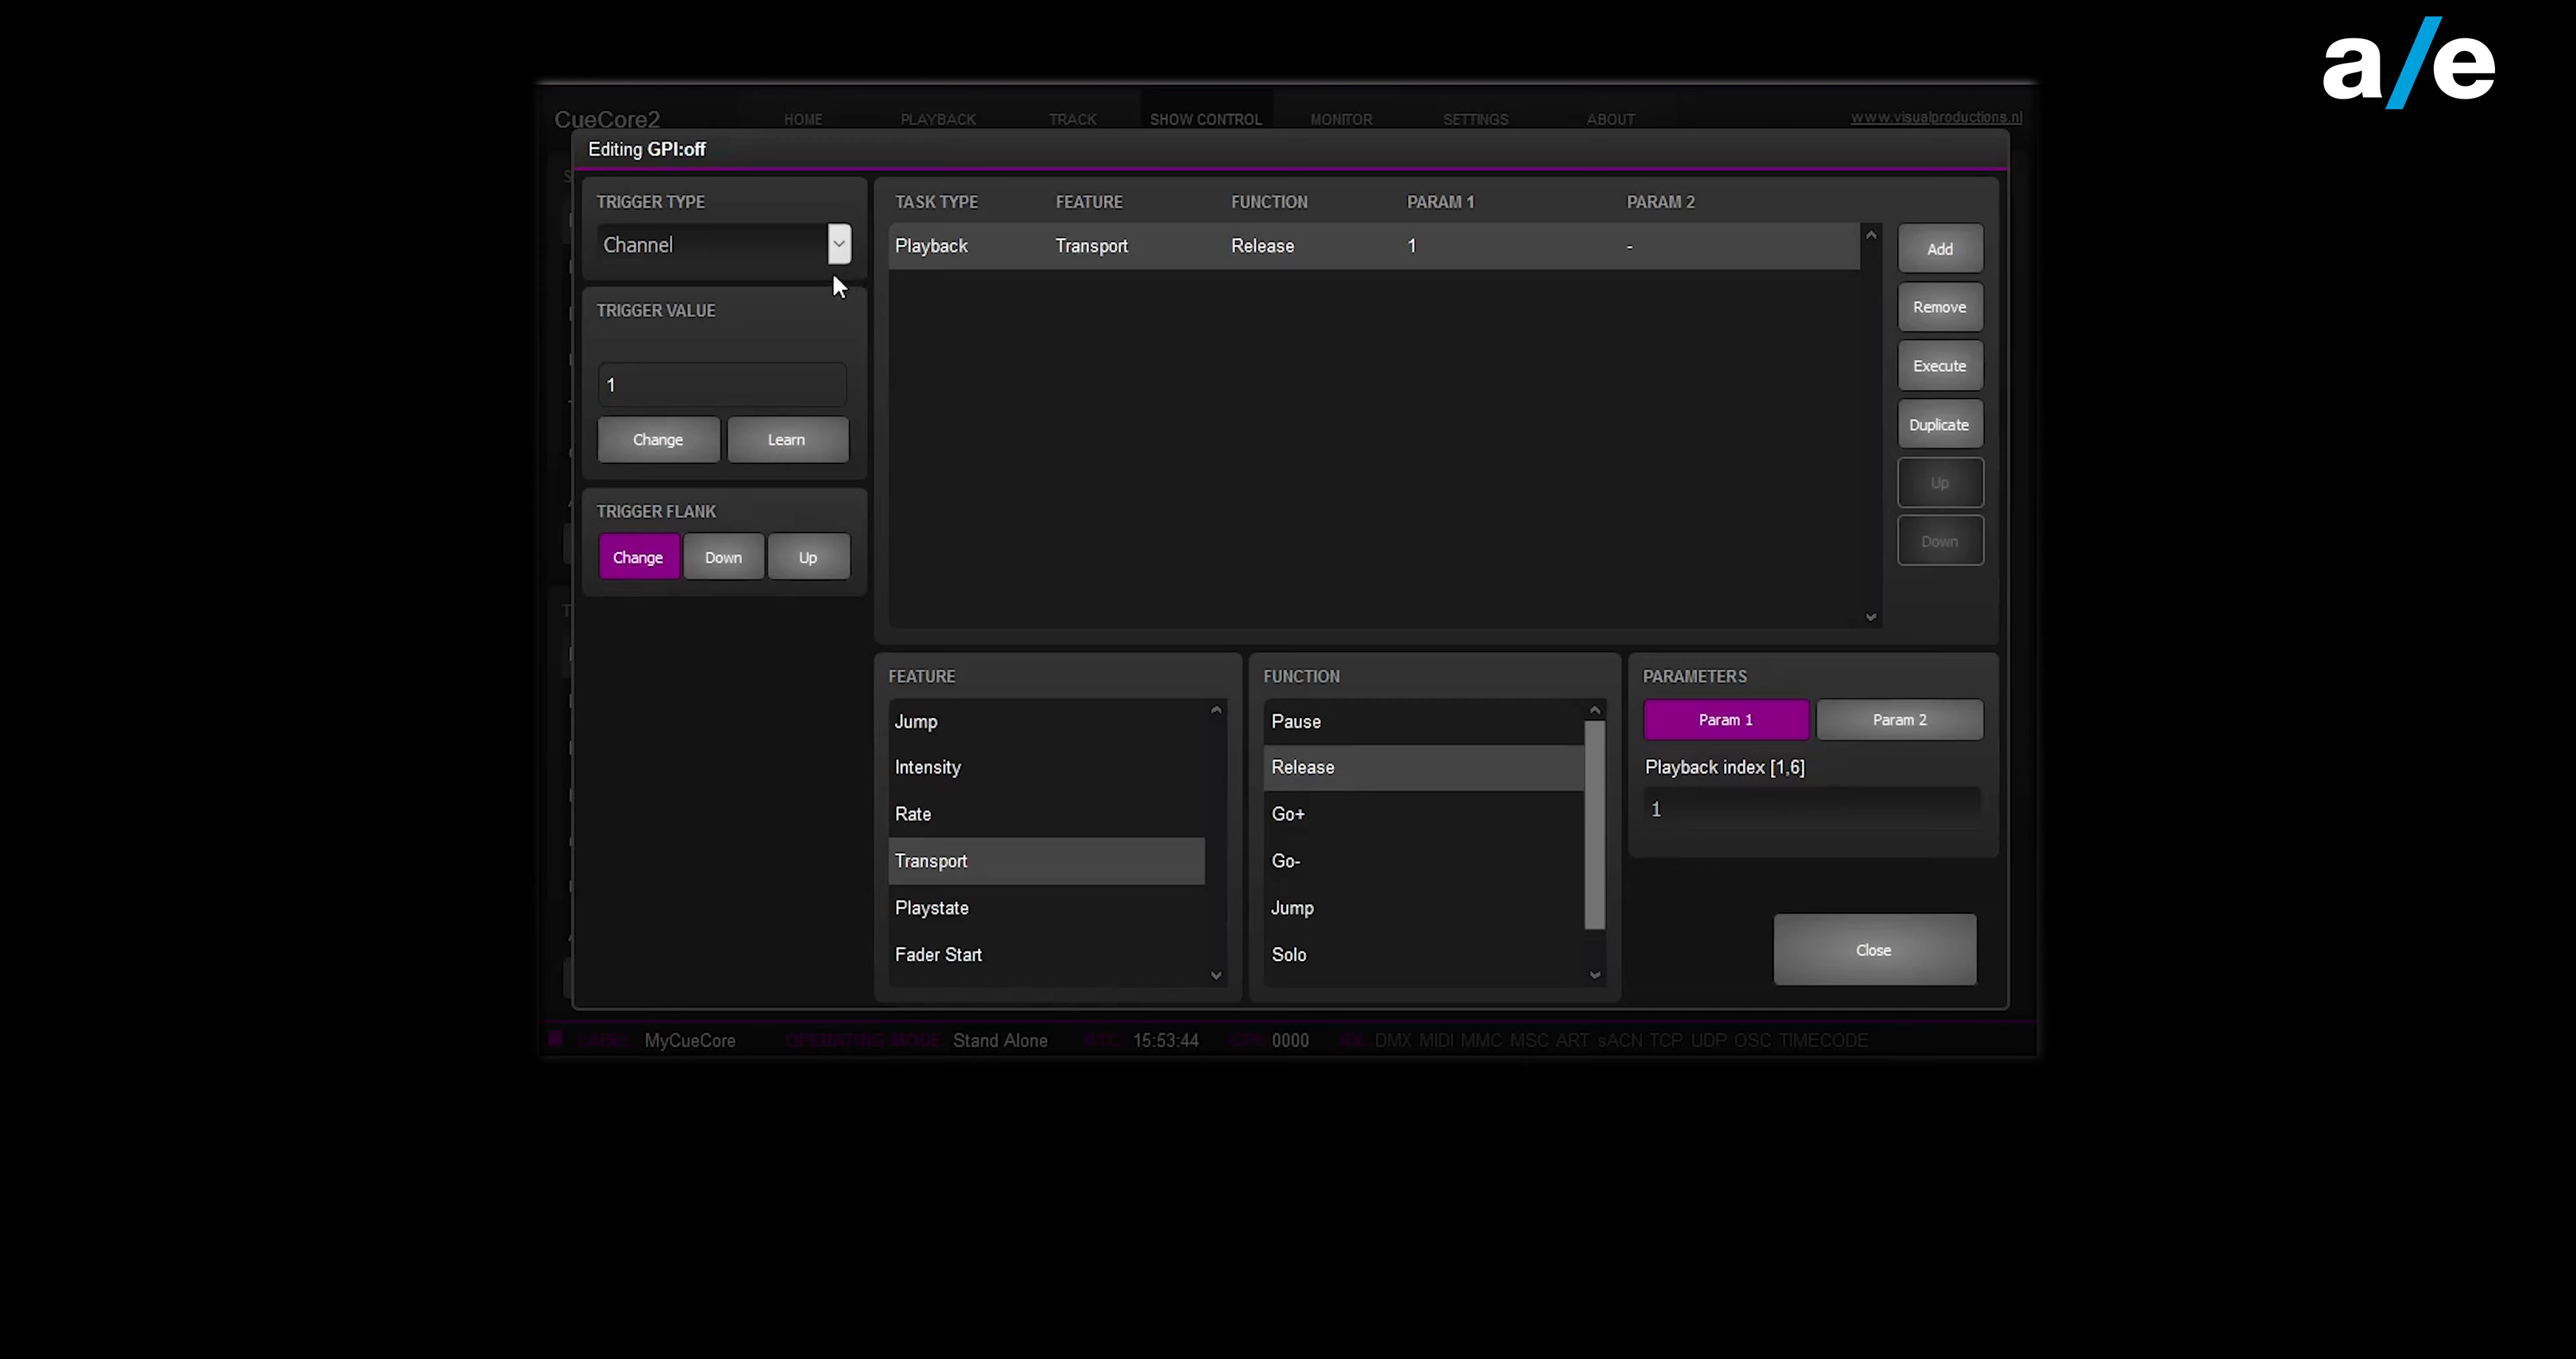 a/e
CueCore2 HOME PLAYBACK TRACK SHOW CONTROL MONITOR SETTINGS ABOUT www.visualproductions.nl
Editing GPI:off
TRIGGER TYPE
Channel
TRIGGER VALUE
1
Change Learn
TRIGGER FLANK
Change Down Up
TASK TYPE FEATURE FUNCTION PARAM 1 PARAM 2
Playback Transport Release 1 -
Add
Remove
Execute
Duplicate
Up
Down
FEATURE
Jump
Intensity
Rate
Transport
Playstate
Fader Start
FUNCTION
Pause
Release
Go+
Go-
Jump
Solo
PARAMETERS
Param 1 Param 2
Playback index [1,6]
1
Close
LABEL MyCueCore OPERATING MODE Stand Alone 15:53:44 0000 DMX MIDI MMC MSC ART sACN TCP UDP OSC TIMECODE